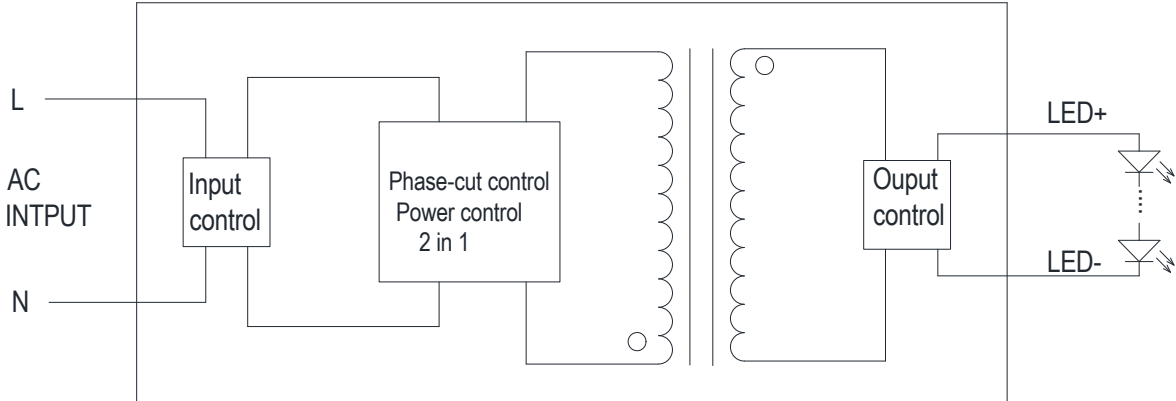 L
AC
INTPUT
N
Input
control
Phase-cut control
Power control
2 in 1
Ouput
control
LED+
LED-